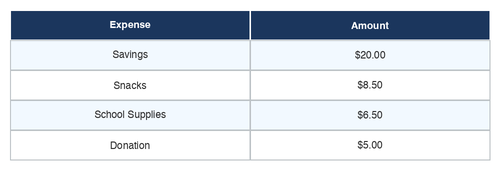 Expense Amount
Savings $20.00
Snacks $8.50
School Supplies $6.50
Donation $5.00